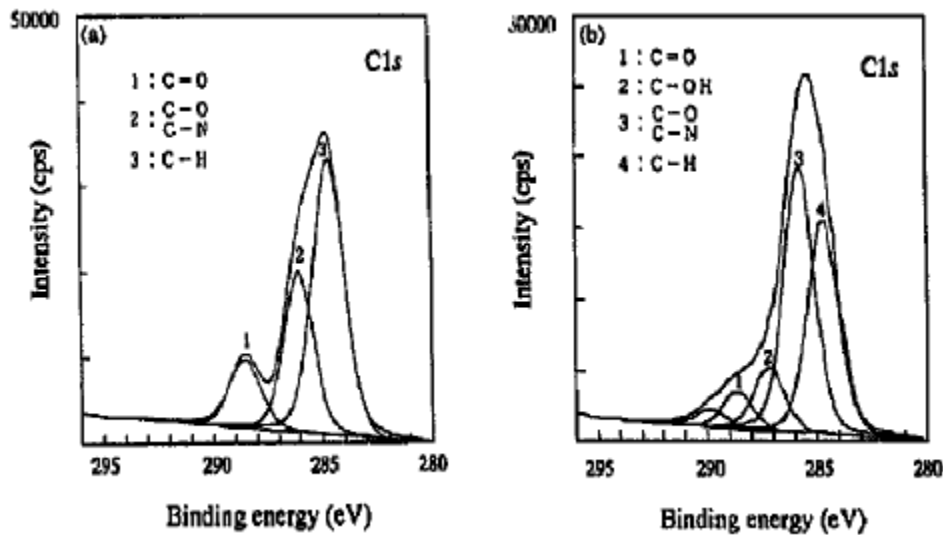 50000
(a)
C1s
1 : C=O
2 : C-O
C-N
3 : C-H
1
2
3
Intensity (cps)
295 290 285 280
Binding energy (eV)
30000
(b)
C1s
1 : C=O
2 : C-OH
3 : C-O
C-N
4 : C-H
1
2
3
4
Intensity (cps)
295 290 285 280
Binding energy (eV)